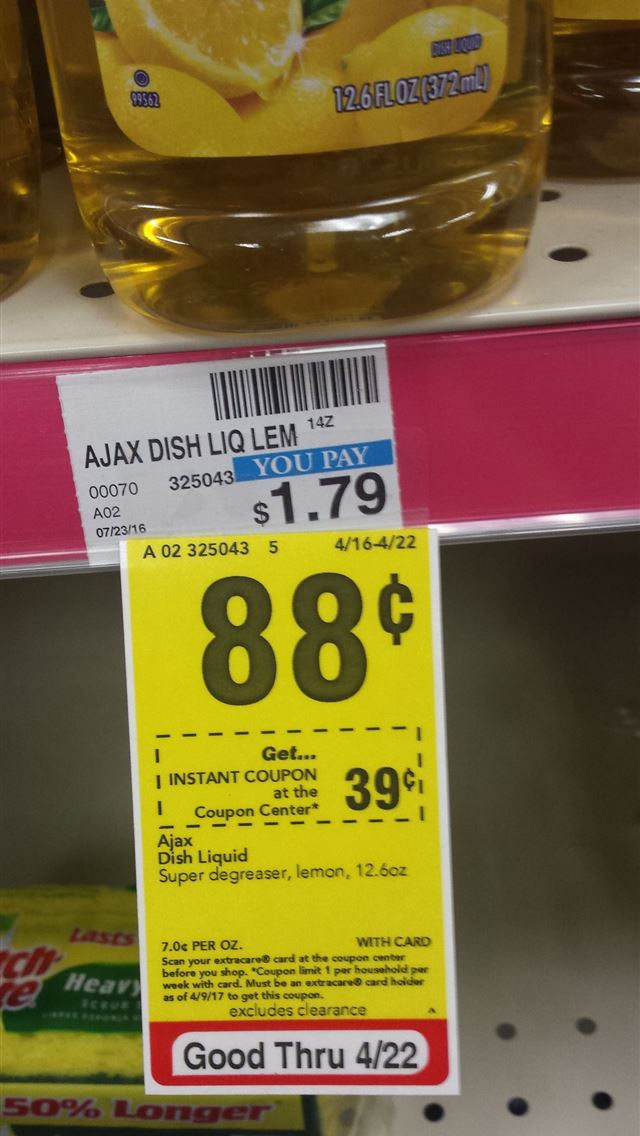 DISH LIQUID
99562
12.6 FL OZ (372 mL)
AJAX DISH LIQ LEM 14Z
00070 325043 YOU PAY
A02
07/23/16
$1.79
A 02 325043 5 4/16-4/22
88¢
Get...
INSTANT COUPON
at the
Coupon Center*
39¢
Ajax
Dish Liquid
Super degreaser, lemon, 12.6oz
7.0¢ PER OZ. WITH CARD
Scan your extracare® card at the coupon center
before you shop. *Coupon limit 1 per household per
week with card. Must be an extracare® card holder
as of 4/9/17 to get this coupon.
excludes clearance
Good Thru 4/22
Lasts
Heavy
50% Longer